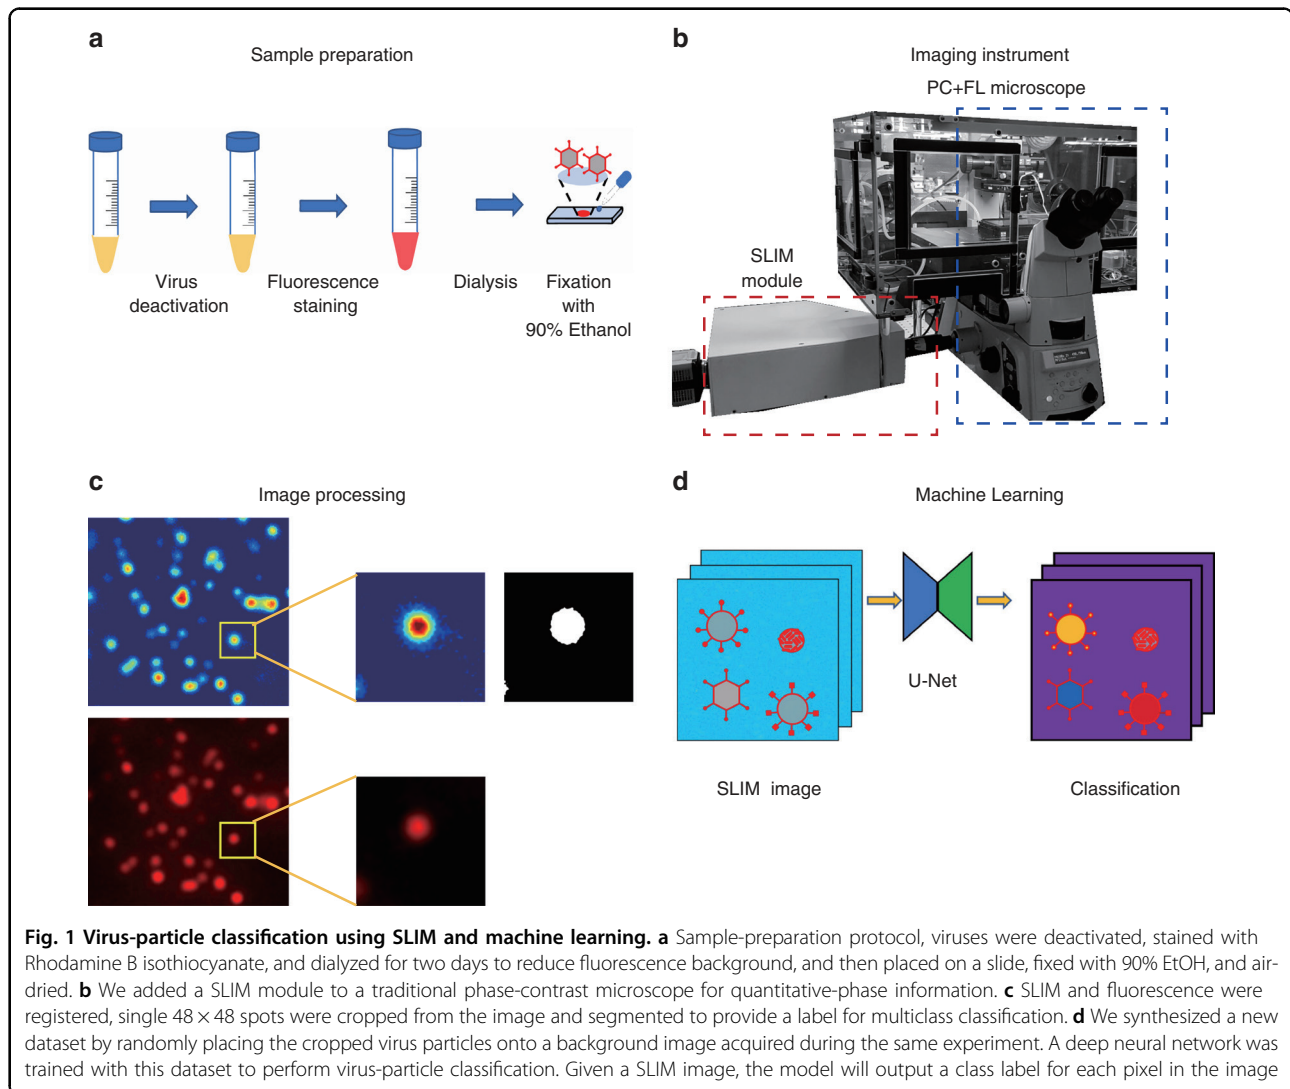 a
Sample preparation
Virus
deactivation
Fluorescence
staining
Dialysis
Fixation
with
90% Ethanol
b
Imaging instrument
PC+FL microscope
SLIM
module
c
Image processing
d
Machine Learning
U-Net
SLIM image
Classification
Fig. 1 Virus-particle classification using SLIM and machine learning. a Sample-preparation protocol, viruses were deactivated, stained with
Rhodamine B isothiocyanate, and dialyzed for two days to reduce fluorescence background, and then placed on a slide, fixed with 90% EtOH, and air-
dried. b We added a SLIM module to a traditional phase-contrast microscope for quantitative-phase information. c SLIM and fluorescence were
registered, single 48 × 48 spots were cropped from the image and segmented to provide a label for multiclass classification. d We synthesized a new
dataset by randomly placing the cropped virus particles onto a background image acquired during the same experiment. A deep neural network was
trained with this dataset to perform virus-particle classification. Given a SLIM image, the model will output a class label for each pixel in the image